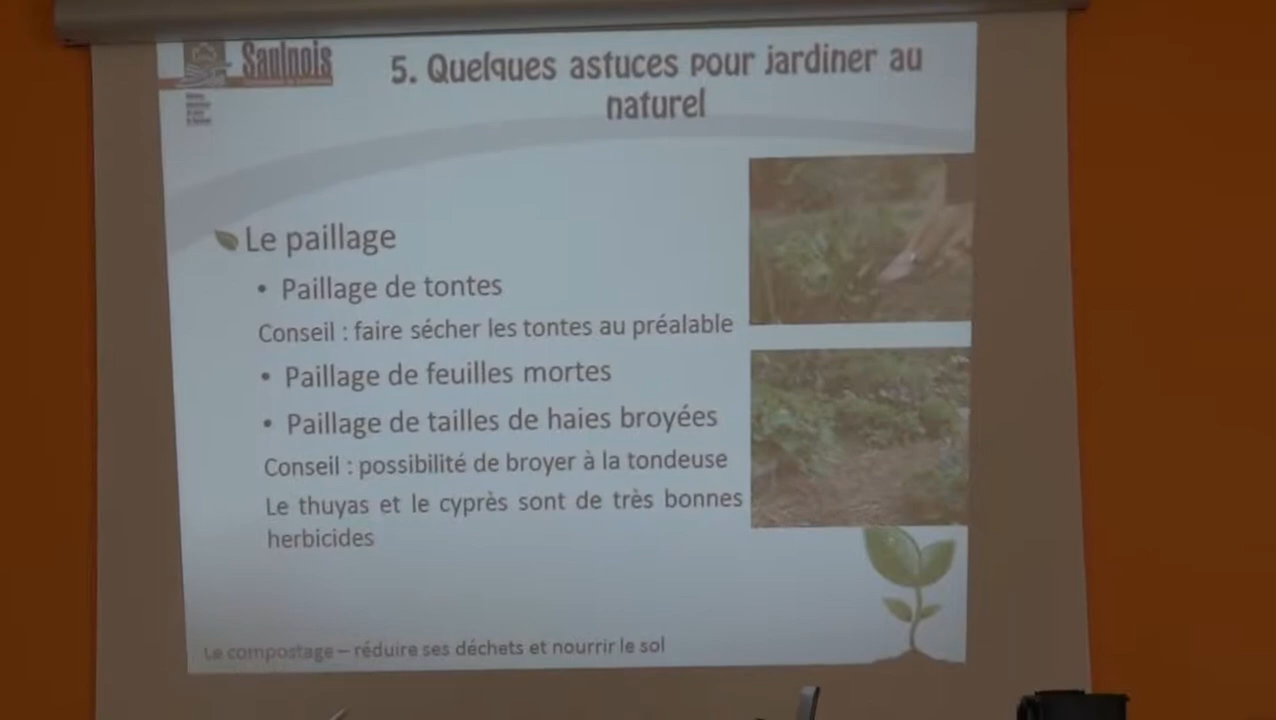 Saulnois
5. Quelques astuces pour jardiner au
naturel
Le paillage
• Paillage de tontes
Conseil : faire sécher les tontes au préalable
• Paillage de feuilles mortes
• Paillage de tailles de haies broyées
Conseil : possibilité de broyer à la tondeuse
Le thuyas et le cyprès sont de très bonnes
herbicides
Le compostage – réduire ses déchets et nourrir le sol